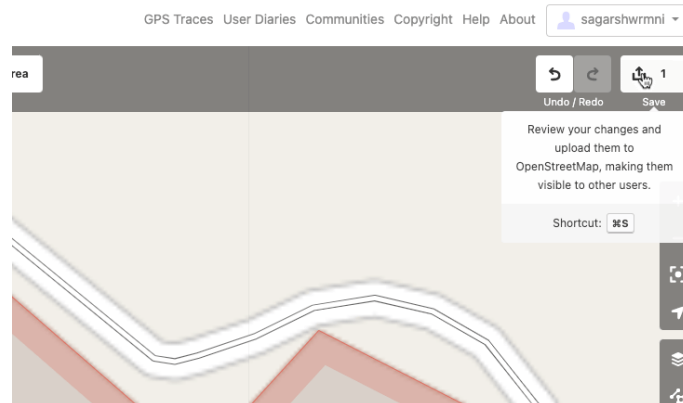 GPS Traces User Diaries Communities Copyright Help About sagarshwrmni
rea
1
Undo / Redo Save
Review your changes and
upload them to
OpenStreetMap, making them
visible to other users.
Shortcut: ⌘S